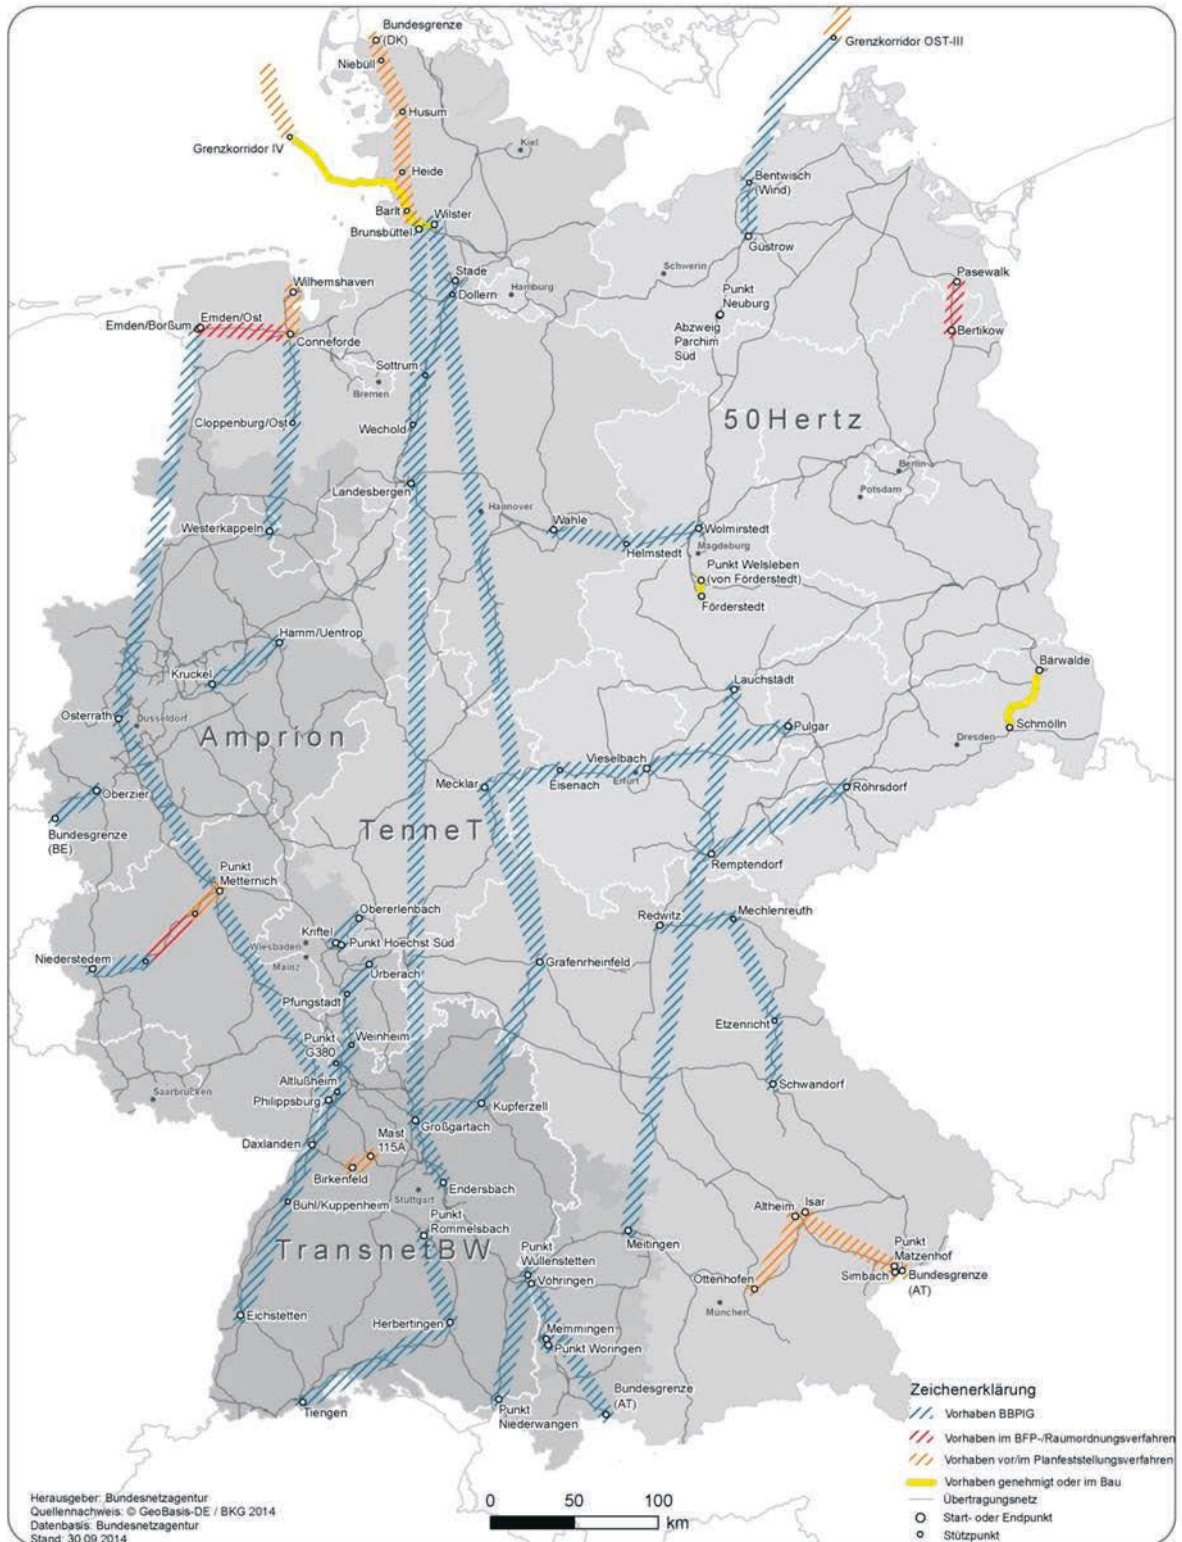 Bundesgrenze
(DK)
Niebüll
Grenzkorridor OST-III
Husum
Grenzkorridor IV
Kiel
Heide
Bentwisch
(Wind)
Barlt
Wilster
Brunsbüttel
Güstrow
Schwerin
Stade
Pasewalk
Wilhemshaven
Hamburg
Dollern
Punkt
Neuburg
Emden/Ost
Emden/Borßum
Conneforde
Abzweig
Parchim
Süd
Bertikow
Sottrum
Bremen
50Hertz
Cloppenburg/Ost
Wechold
Berlin
Potsdam
Landesbergen
Hannover
Wahle
Wolmirstedt
Westerkappeln
Helmstedt
Magdeburg
Punkt Welsleben
(von Förderstedt)
Förderstedt
Hamm/Uentrop
Kruckel
Bärwalde
Lauchstädt
Osterrath
Düsseldorf
Pulgar
Schmölln
Amprion
Dresden
Vieselbach
Mecklar
Eisenach
Erfurt
Röhrsdorf
Oberzier
Bundesgrenze
(BE)
TenneT
Remptendorf
Punkt
Metternich
Obererlenbach
Redwitz
Mechlenreuth
Kriftel
Wiesbaden
Punkt Hoechst Süd
Niederstedem
Mainz
Urberach
Grafenrheinfeld
Pfungstadt
Etzenricht
Punkt
G380
Weinheim
Altlußheim
Schwandorf
Saarbrücken
Philippsburg
Kupferzell
Großgartach
Daxlanden
Mast
115A
Birkenfeld
Endersbach
Stuttgart
Bühl/Kuppenheim
Altheim
Isar
Punkt
Rommelsbach
TransnetBW
Meitingen
Punkt
Matzenhof
Punkt
Wullenstetten
Simbach
Bundesgrenze
(AT)
Vöhringen
Ottenhofen
München
Eichstetten
Herbertingen
Memmingen
Punkt Woringen
Tiengen
Punkt
Niederwangen
Bundesgrenze
(AT)
Zeichenerklärung
Vorhaben BBPlG
Vorhaben im BFP-/Raumordnungsverfahren
Vorhaben vor/im Planfeststellungsverfahren
Vorhaben genehmigt oder im Bau
Übertragungsnetz
Start- oder Endpunkt
Stützpunkt
Herausgeber: Bundesnetzagentur
Quellennachweis: © GeoBasis-DE / BKG 2014
Datenbasis: Bundesnetzagentur
Stand: 30.09.2014
0 50 100
km